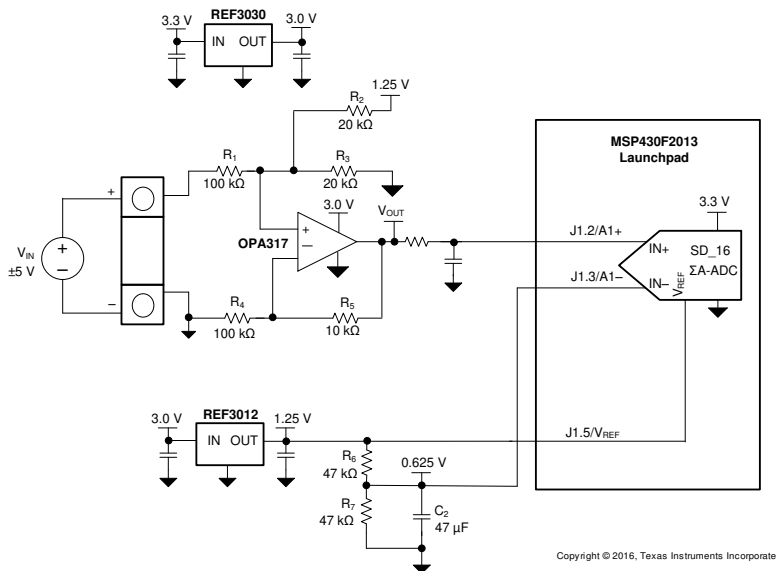 REF3030
3.3 V
3.0 V
IN OUT
1.25 V
R2
20 kΩ
R1
100 kΩ
R3
20 kΩ
MSP430F2013
Launchpad
+
3.0 V
VOUT
3.3 V
+
−
OPA317
J1.2/A1+
IN+
SD_16
ΣA-ADC
VIN
±5 V
+
−
J1.3/A1−
IN−
VREF
−
R4
100 kΩ
R5
10 kΩ
REF3012
3.0 V
1.25 V
IN OUT
J1.5/VREF
R6
47 kΩ
0.625 V
R7
47 kΩ
C2
47 µF
Copyright © 2016, Texas Instruments Incorporate